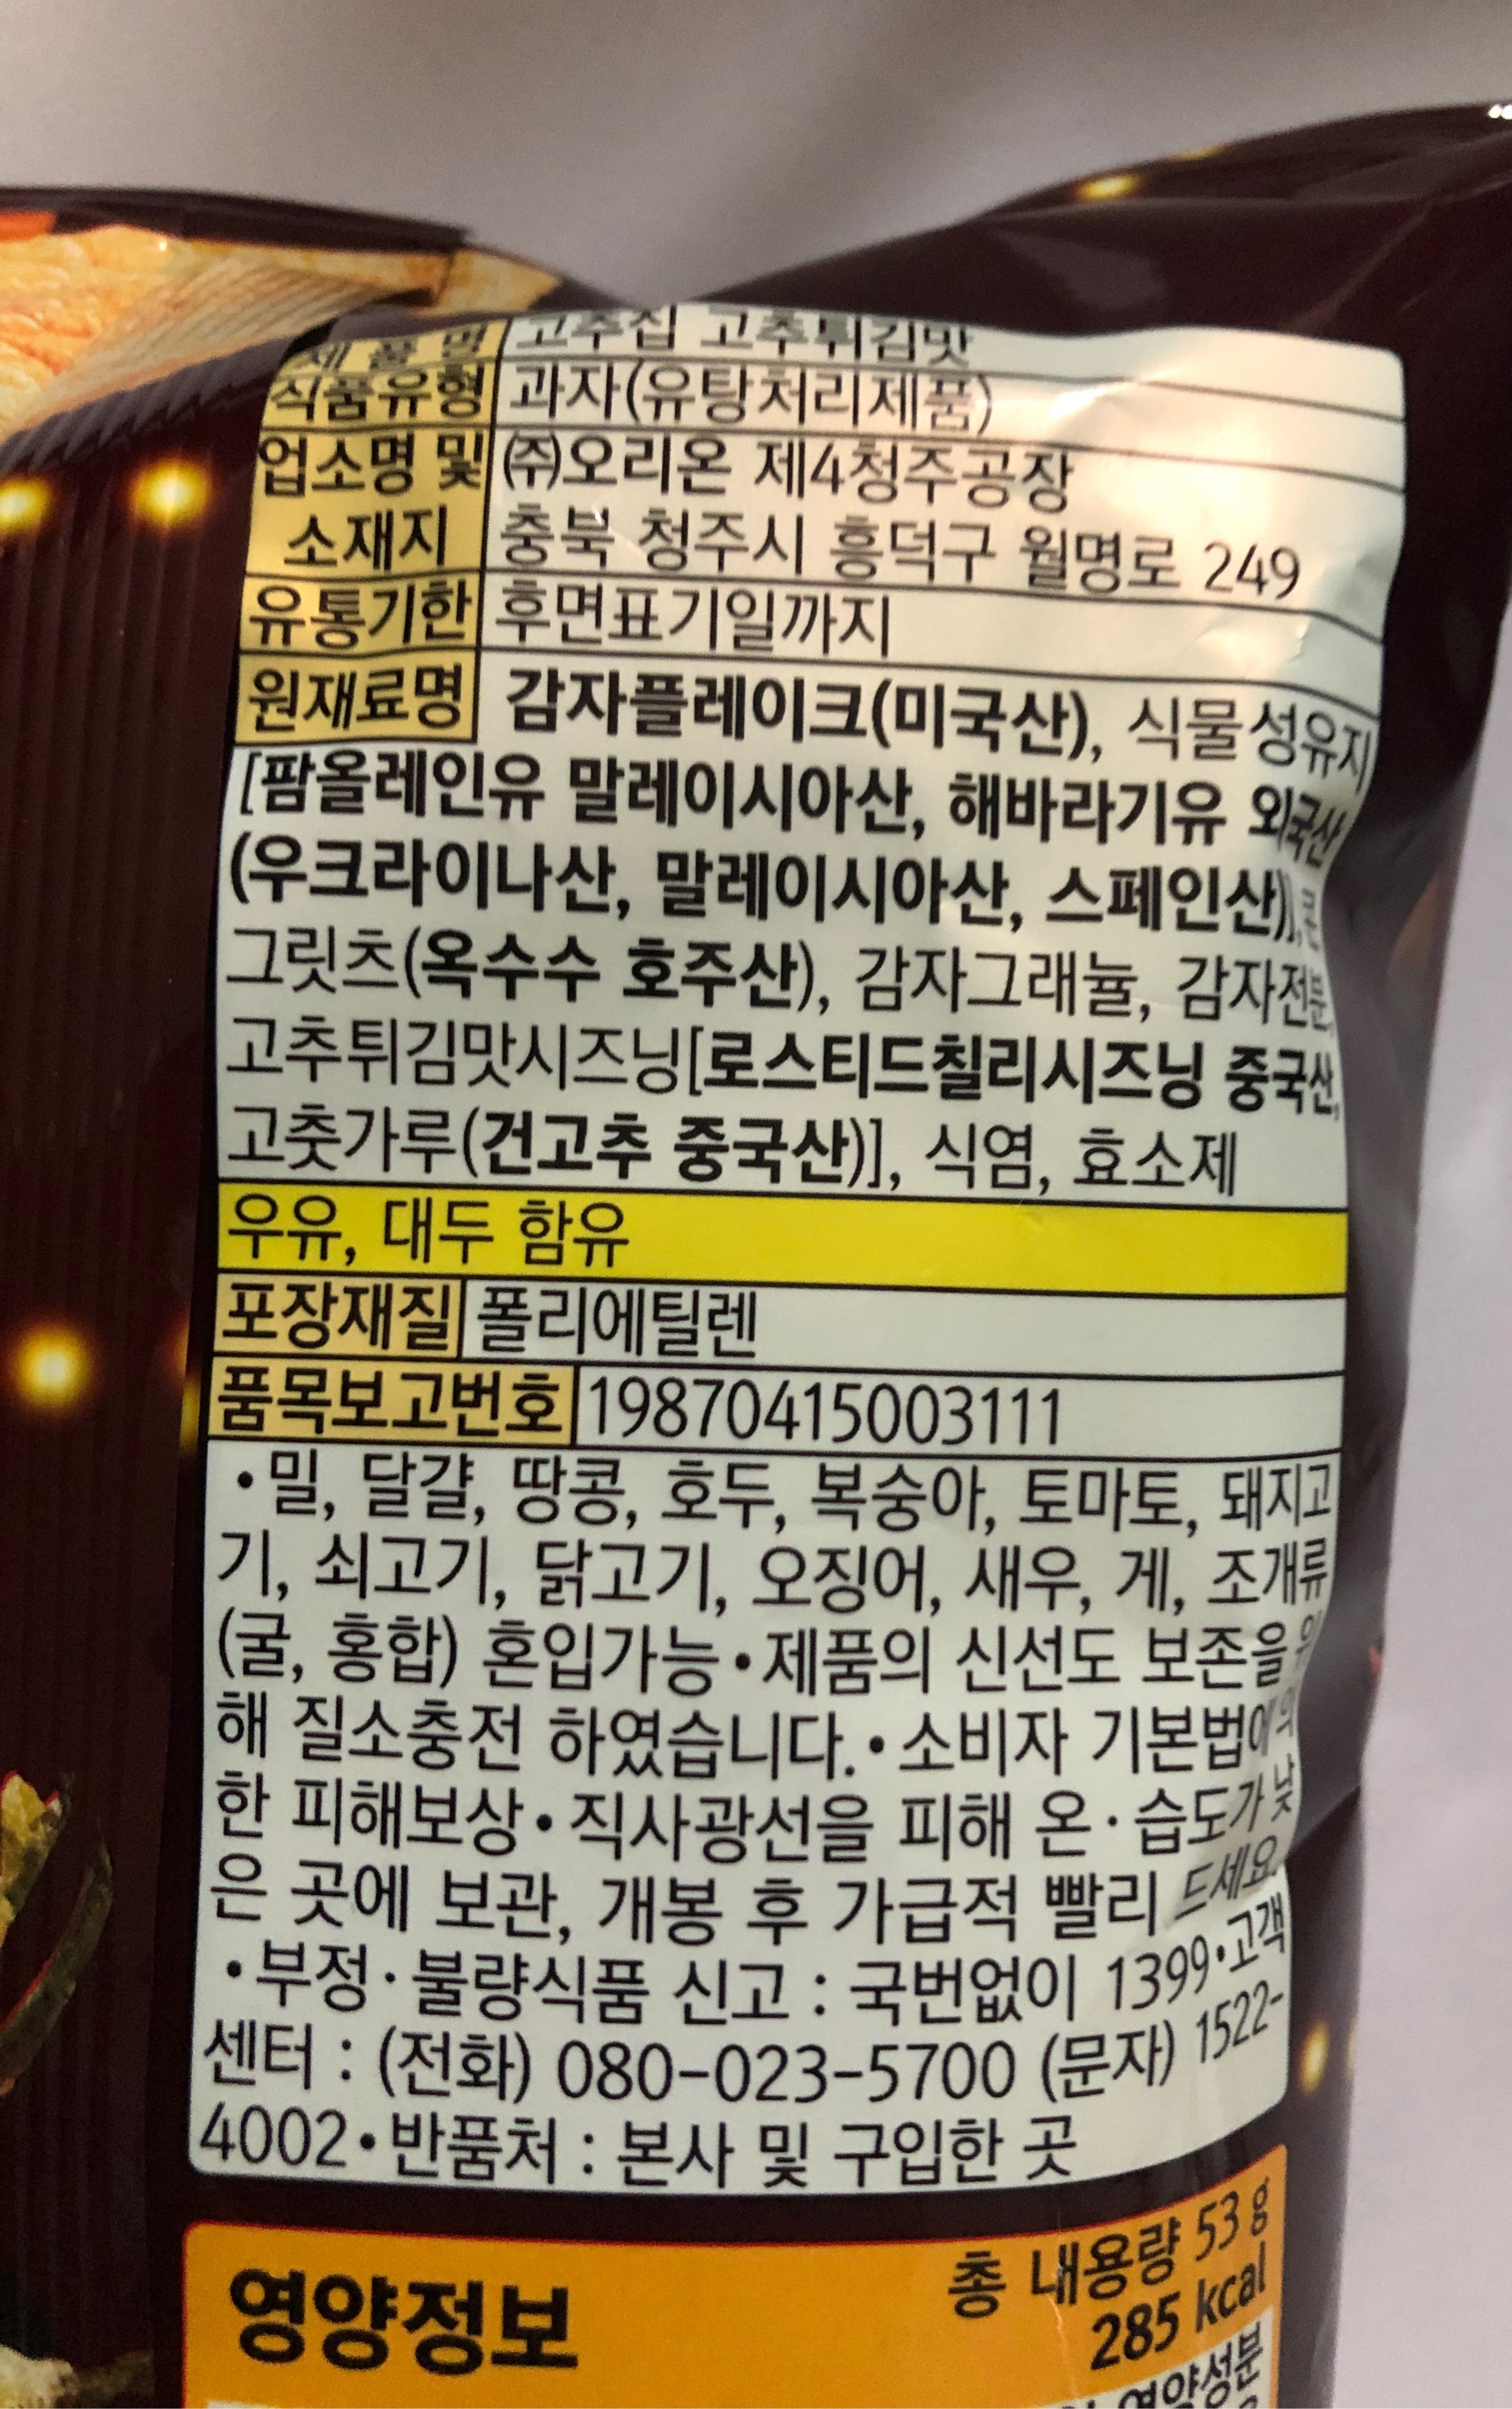 제 품 명 고추칩 고추튀김맛
식품유형 과자(유탕처리제품)
업소명 및 ㈜오리온 제4청주공장
소재지 충북 청주시 흥덕구 월명로 249
유통기한 후면표기일까지
원재료명 감자플레이크(미국산), 식물성유지
[팜올레인유 말레이시아산, 해바라기유 외국산
(우크라이나산, 말레이시아산, 스페인산)],
그릿츠(옥수수 호주산), 감자그래뉼, 감자전분,
고추튀김맛시즈닝[로스티드칠리시즈닝 중국산,
고춧가루(건고추 중국산)], 식염, 효소제
우유, 대두 함유
포장재질 폴리에틸렌
품목보고번호 19870415003111
•밀, 달걀, 땅콩, 호두, 복숭아, 토마토, 돼지고
기, 쇠고기, 닭고기, 오징어, 새우, 게, 조개류
(굴, 홍합) 혼입가능•제품의 신선도 보존을 위
해 질소충전 하였습니다.•소비자 기본법에 의
한 피해보상•직사광선을 피해 온·습도가 낮
은 곳에 보관, 개봉 후 가급적 빨리 드세요.
•부정·불량식품 신고 : 국번없이 1399•고객
센터 : (전화) 080-023-5700 (문자) 1522-
4002•반품처 : 본사 및 구입한 곳
영양정보
총 내용량 53 g
285 kcal
영양성분